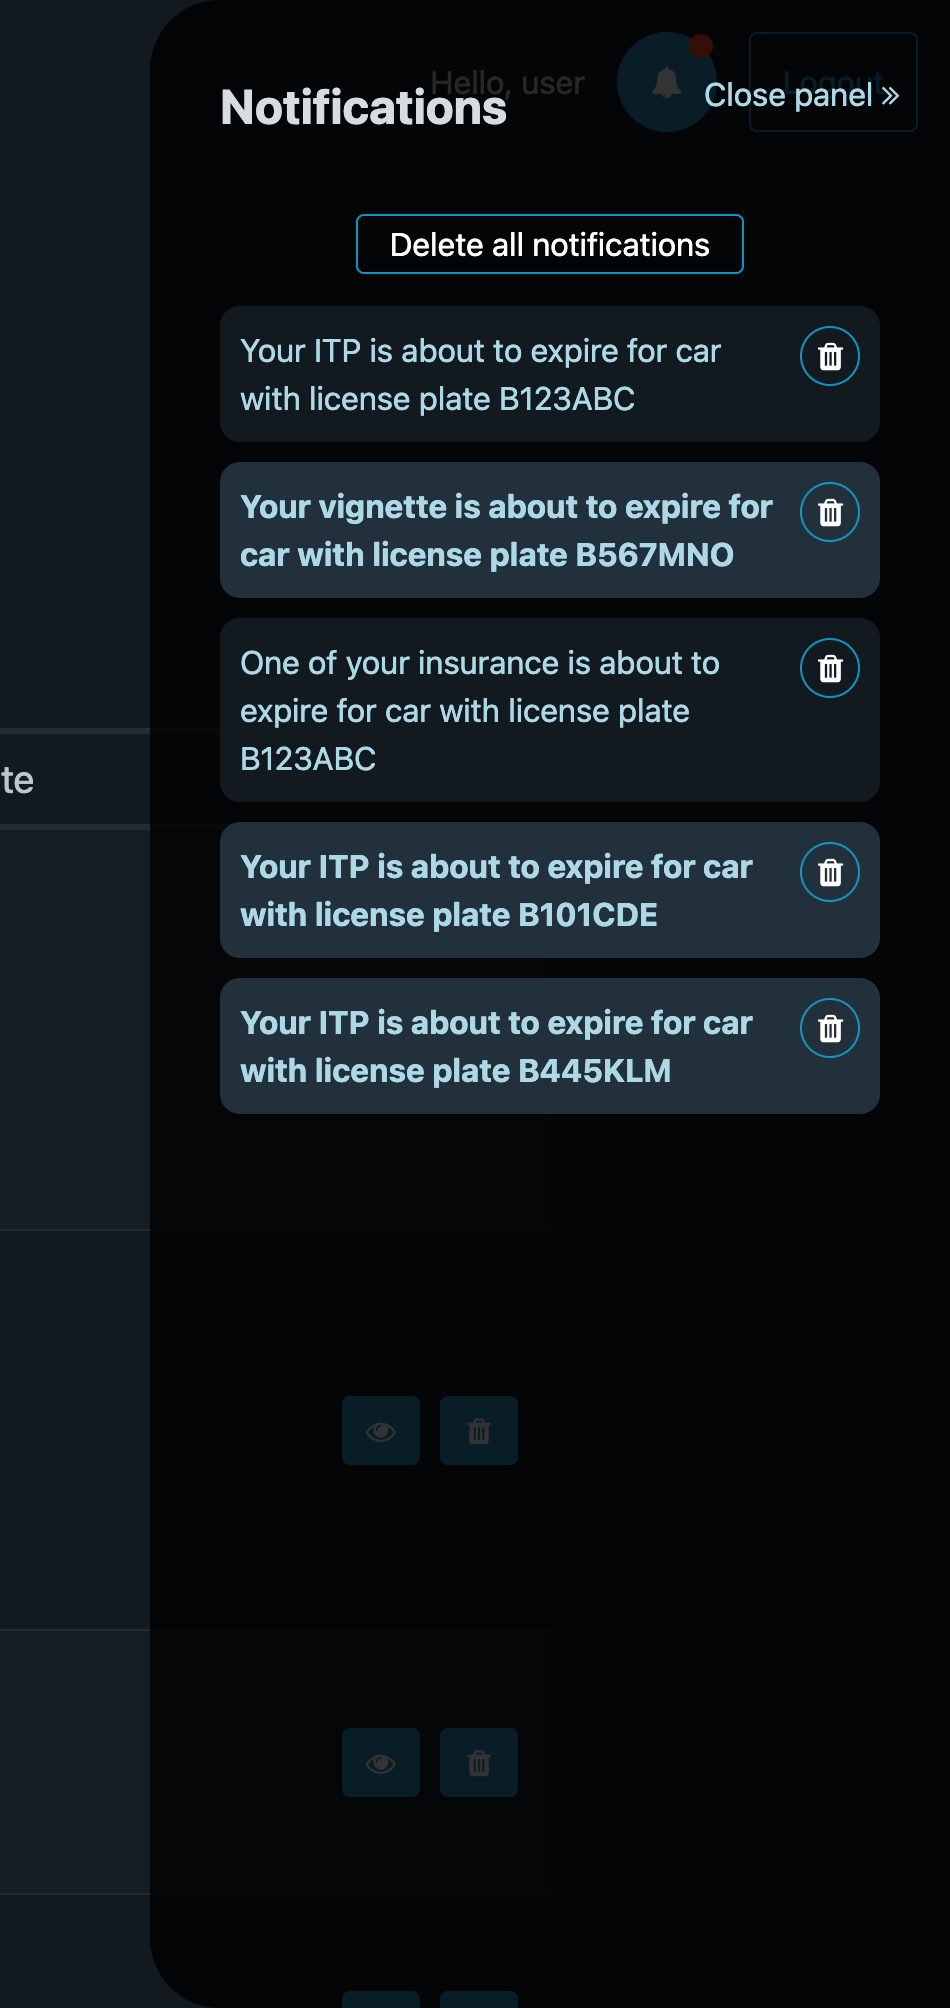 Hello, user
Logout
Notifications
Close panel
Delete all notifications
Your ITP is about to expire for car
with license plate B123ABC
Your vignette is about to expire for
car with license plate B567MNO
One of your insurance is about to
expire for car with license plate
B123ABC
te
Your ITP is about to expire for car
with license plate B101CDE
Your ITP is about to expire for car
with license plate B445KLM